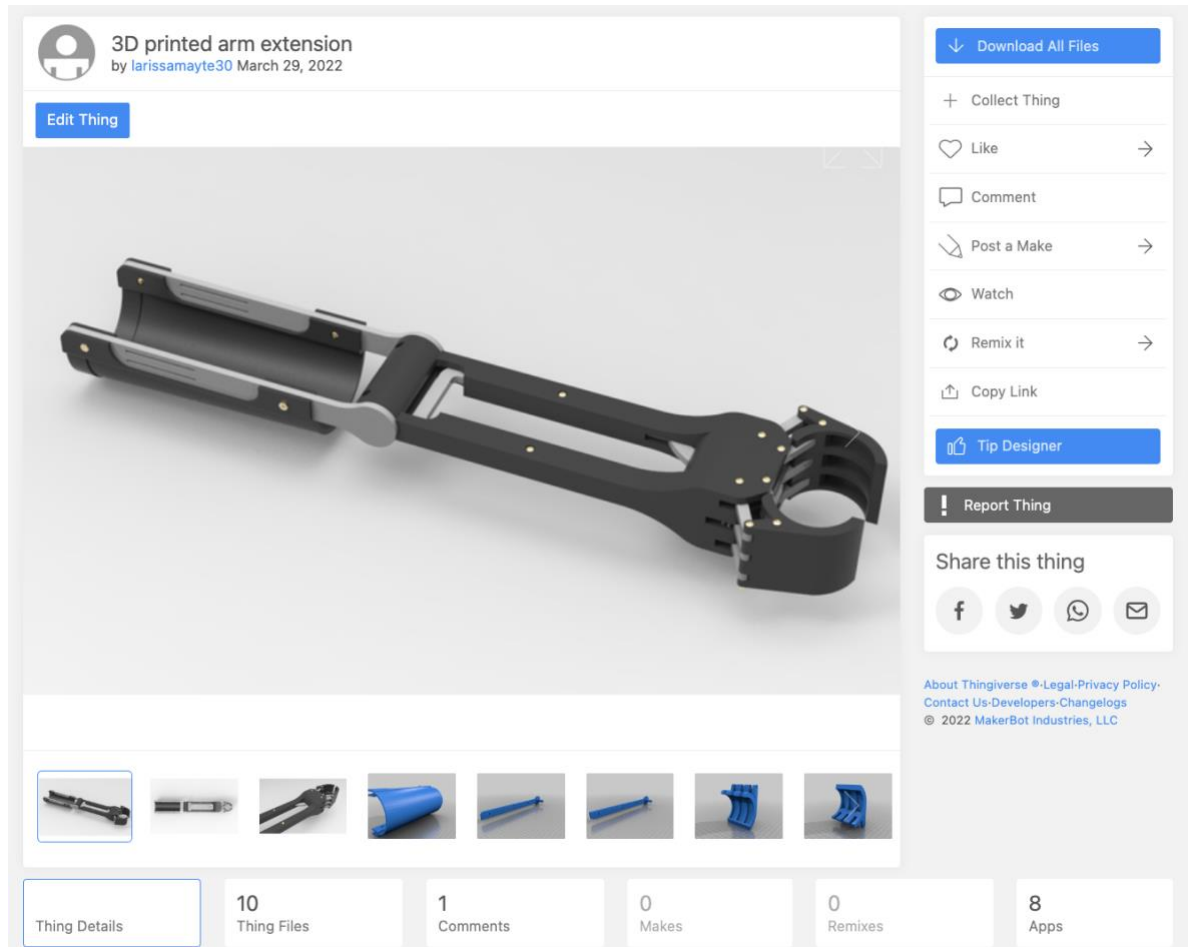 3D printed arm extension
by larissamayte30 March 29, 2022
Edit Thing
Download All Files
Collect Thing
Like
Comment
Post a Make
Watch
Remix it
Copy Link
Tip Designer
Report Thing
Share this thing
About Thingiverse ®·Legal·Privacy Policy·
Contact Us·Developers·Changelogs
© 2022 MakerBot Industries, LLC
Thing Details
10
Thing Files
1
Comments
0
Makes
0
Remixes
8
Apps